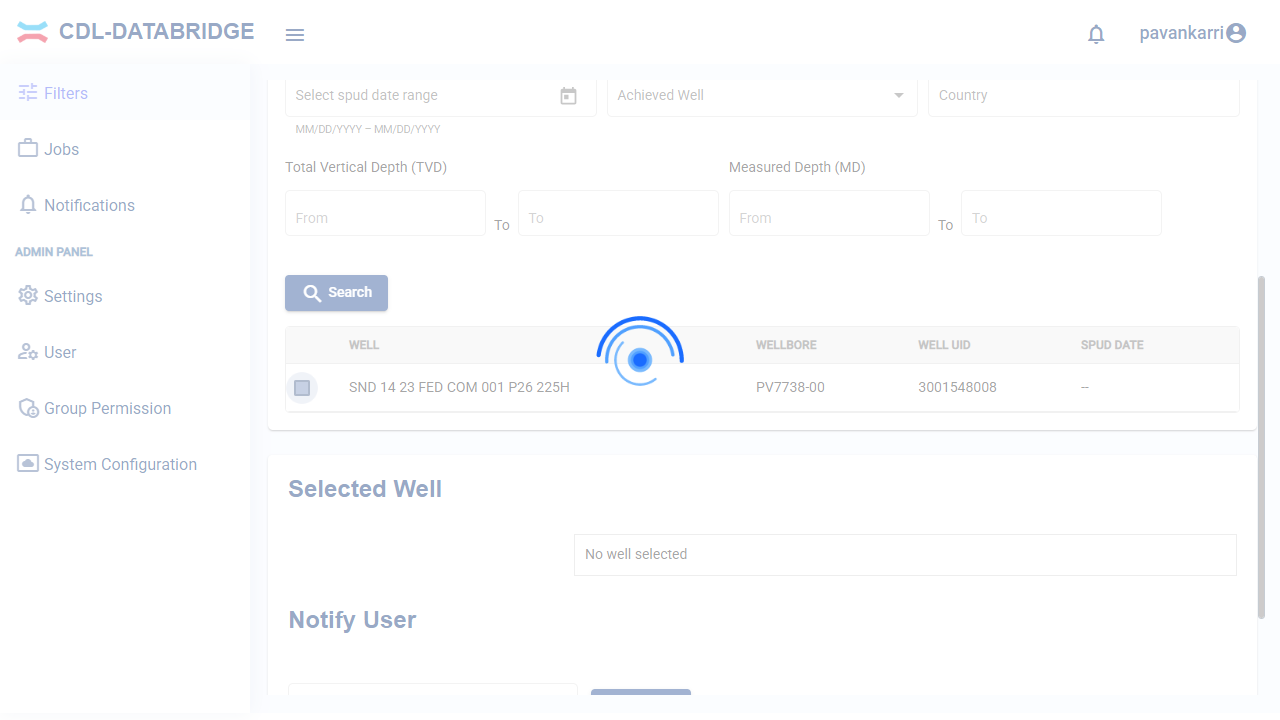 CDL-DATABRIDGE
pavankarri
Filters
Jobs
Notifications
ADMIN PANEL
Settings
User
Group Permission
System Configuration
Select spud date range
Achieved Well
Country
MM/DD/YYYY – MM/DD/YYYY
Total Vertical Depth (TVD)
Measured Depth (MD)
From To To From To To
Search
WELL WELLBORE WELL UID SPUD DATE
SND 14 23 FED COM 001 P26 225H PV7738-00 3001548008 --
Selected Well
No well selected
Notify User